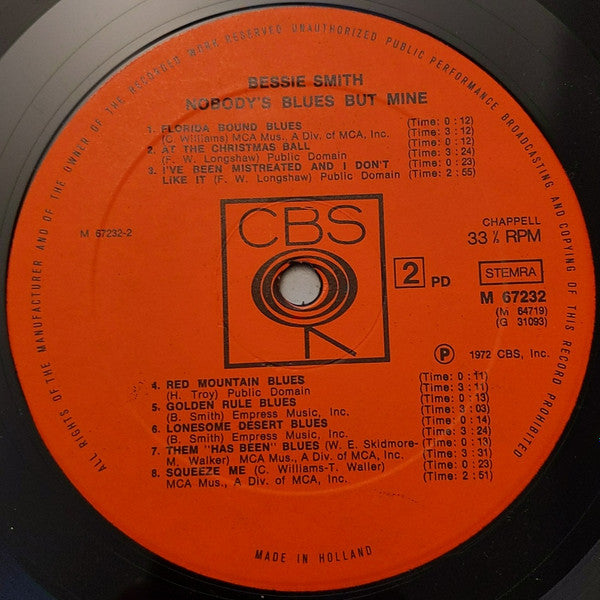 ALL RIGHTS OF THE MANUFACTURER AND OF THE OWNER OF THE RECORDED WORK RESERVED UNAUTHORIZED PUBLIC PERFORMANCE BROADCASTING AND COPYING OF THIS RECORD PROHIBITED
BESSIE SMITH
NOBODY'S BLUES BUT MINE
(Time: 0 : 12)
1. FLORIDA BOUND BLUES
(C. Williams) MCA Mus. A Div. of MCA, Inc. (Time: 3 : 12)
2. AT THE CHRISTMAS BALL (Time: 0 : 12)
(F. W. Longshaw) Public Domain (Time: 3 : 24)
3. I'VE BEEN MISTREATED AND I DON'T (Time: 0 : 23)
LIKE IT (F. W. Longshaw) Public Domain (Time: 2 : 55)
M 67232-2
CBS
CHAPPELL
33⅓ RPM
2 PD
STEMRA
M 67232
(M 64719)
(G 31093)
P 1972 CBS, Inc.
4. RED MOUNTAIN BLUES (Time: 0 : 11)
(H. Troy) Public Domain (Time: 3 : 11)
5. GOLDEN RULE BLUES (Time: 0 : 13)
(B. Smith) Empress Music, Inc. (Time: 3 : 03)
6. LONESOME DESERT BLUES (Time: 0 : 14)
(B. Smith) Empress Music, Inc. (Time: 3 : 24)
7. THEM "HAS BEEN" BLUES (W. E. Skidmore- (Time: 0 : 13)
M. Walker) MCA Mus., A Div. of MCA, Inc. (Time: 3 : 31)
8. SQUEEZE ME (C. Williams-T. Waller) (Time: 0 : 23)
MCA Mus., A Div. of MCA, Inc. (Time: 2 : 51)
MADE IN HOLLAND